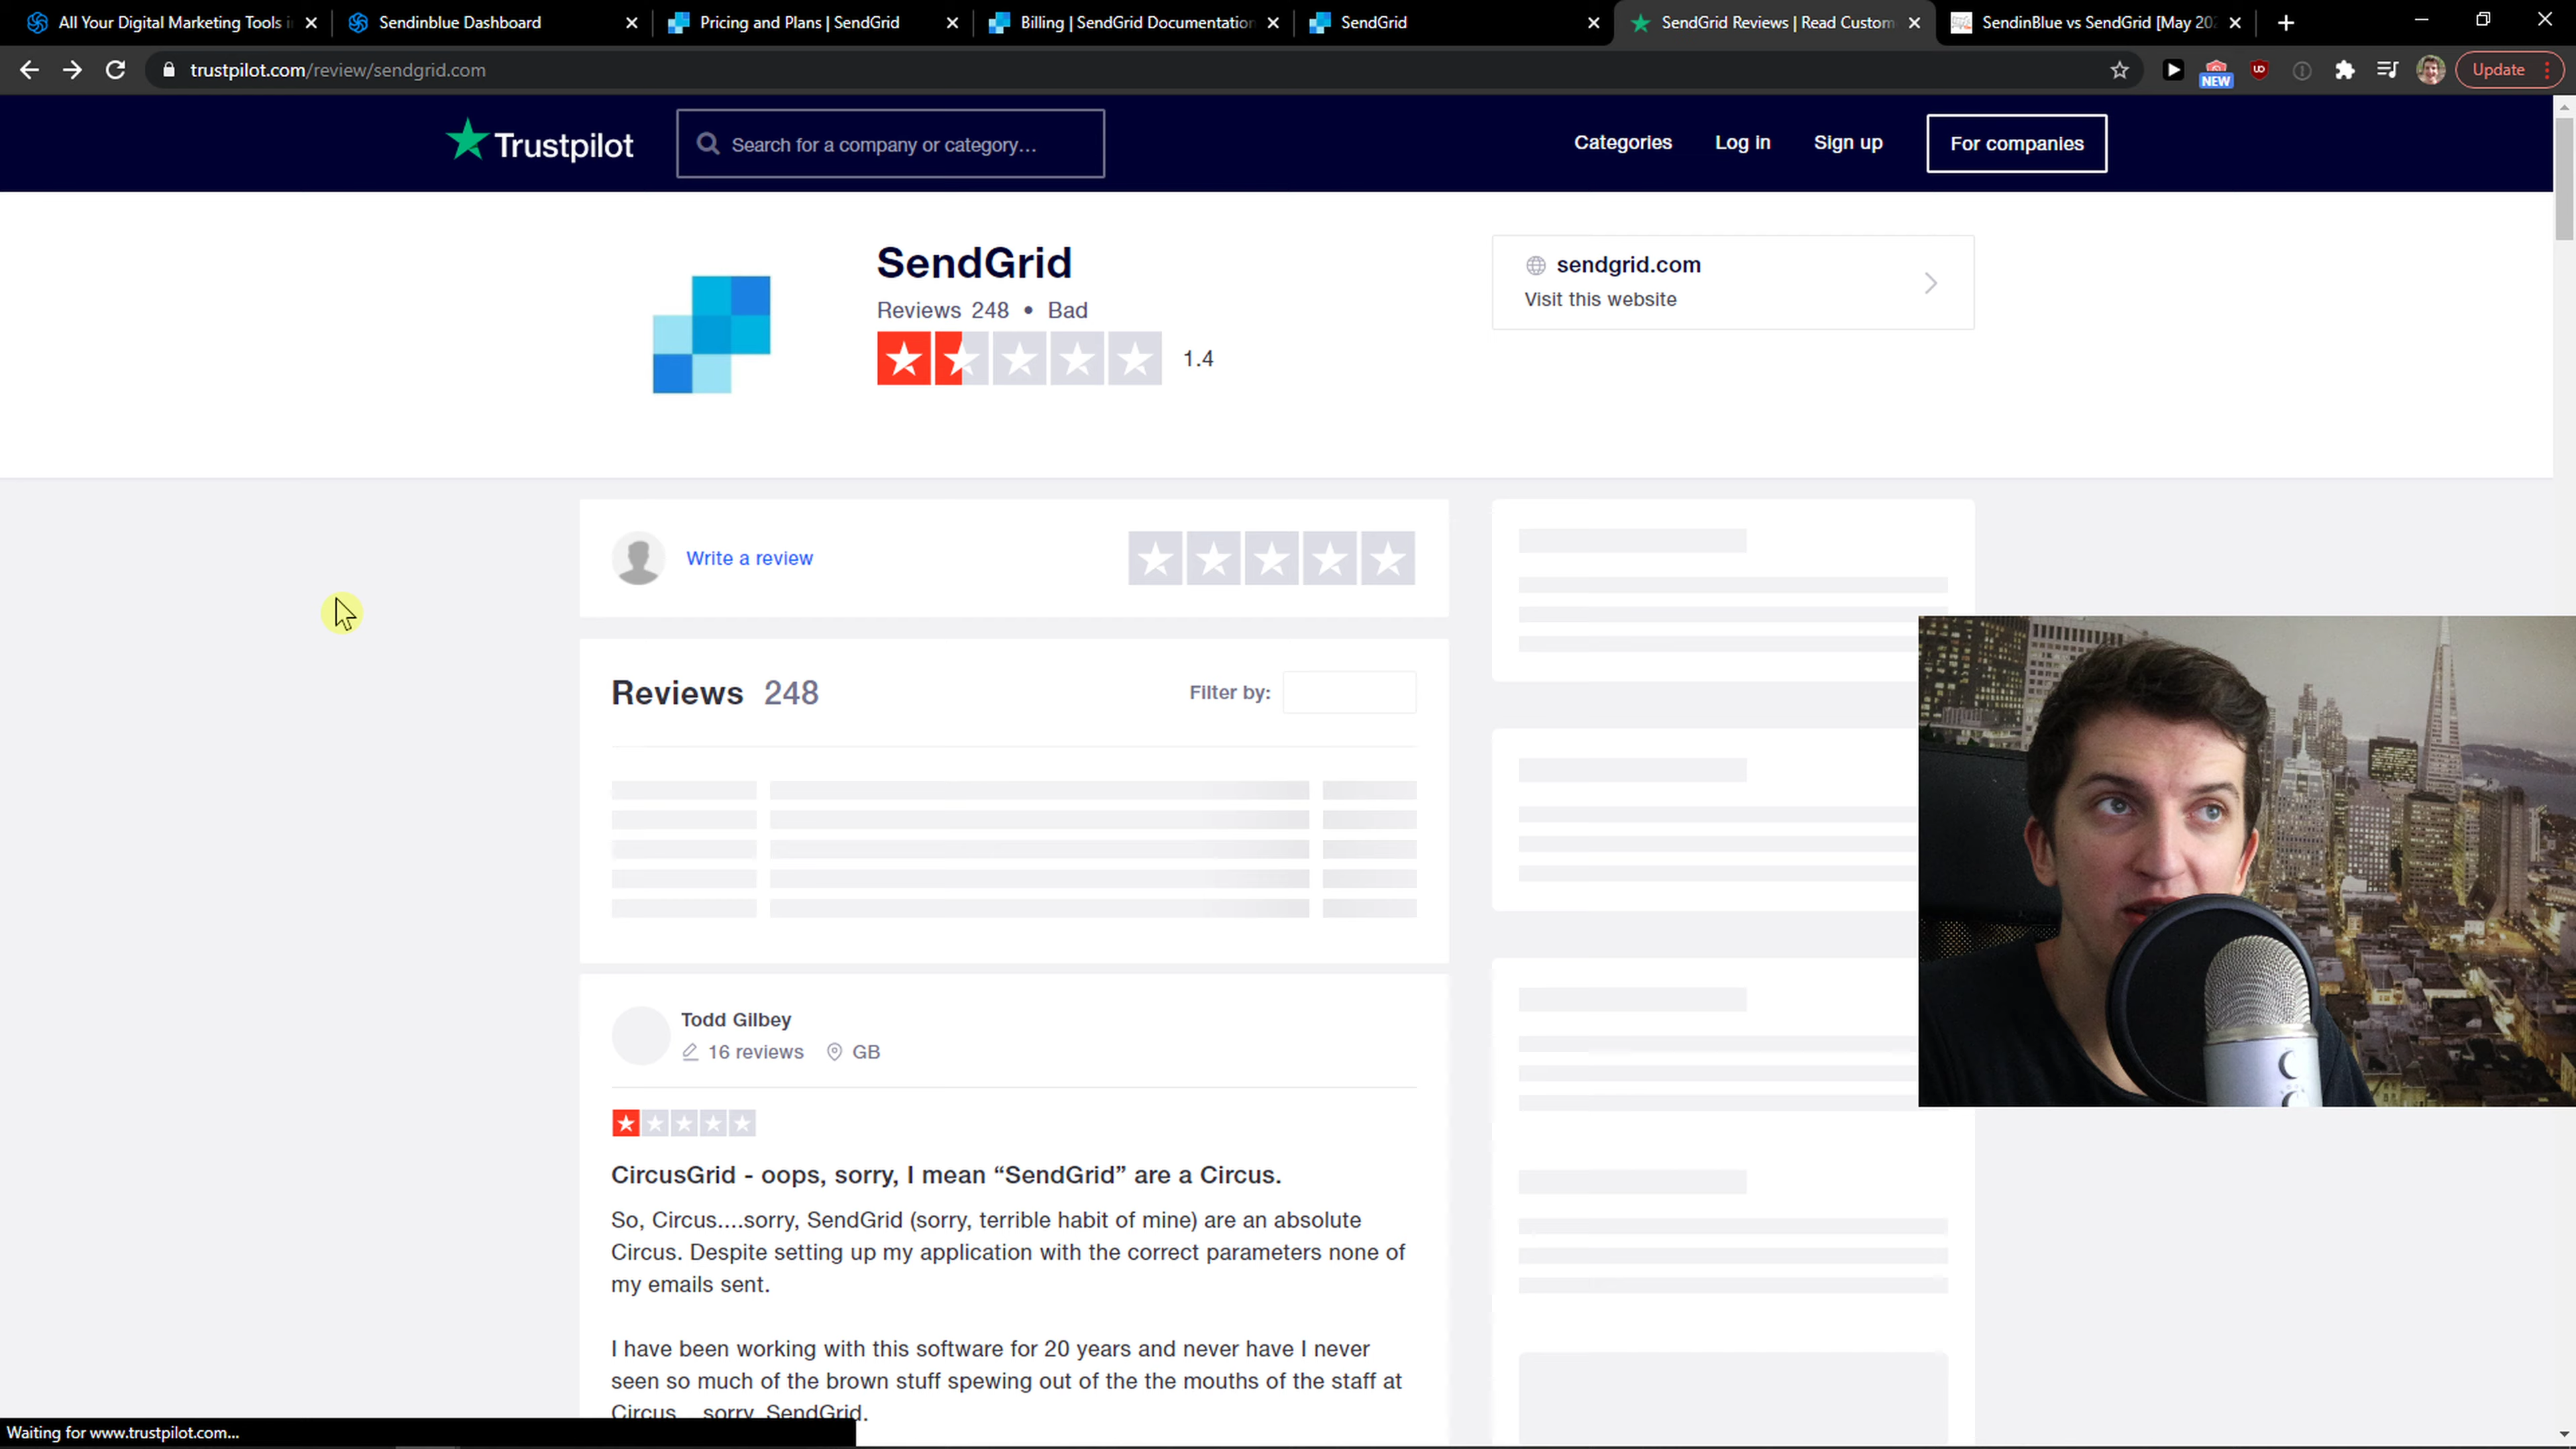 All Your Digital Marketing Tools i
Sendinblue Dashboard
Pricing and Plans | SendGrid
Billing | SendGrid Documentation
SendGrid
SendGrid Reviews | Read Custom
SendinBlue vs SendGrid [May 202
trustpilot.com/review/sendgrid.com
NEW
Update
Trustpilot
Search for a company or category...
Categories
Log in
Sign up
For companies
SendGrid
Reviews 248 • Bad
1.4
sendgrid.com
Visit this website
Write a review
Reviews 248
Filter by:
Todd Gilbey
16 reviews
GB
CircusGrid - oops, sorry, I mean “SendGrid” are a Circus.
So, Circus....sorry, SendGrid (sorry, terrible habit of mine) are an absolute
Circus. Despite setting up my application with the correct parameters none of
my emails sent.
I have been working with this software for 20 years and never have I never
seen so much of the brown stuff spewing out of the the mouths of the staff at
Circus....sorry, SendGrid.
Waiting for www.trustpilot.com...